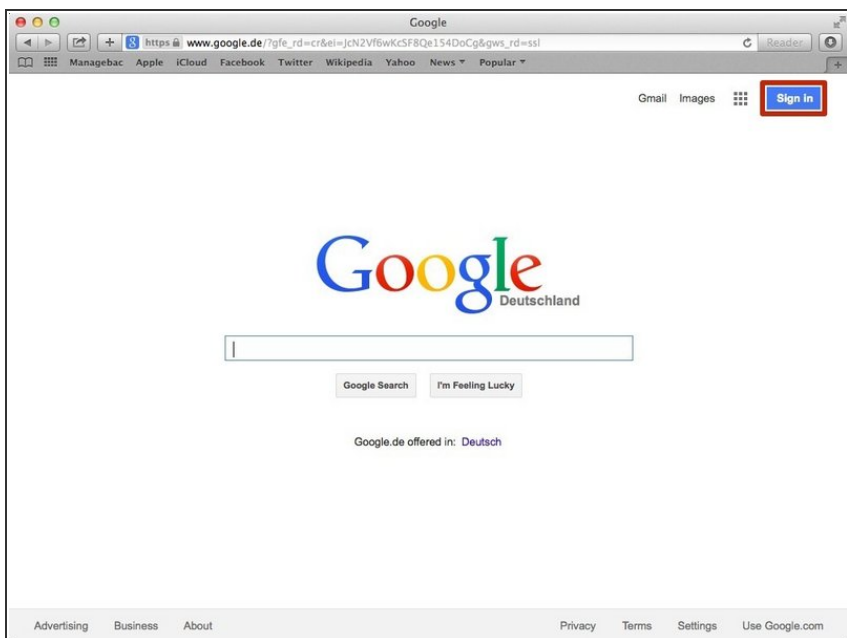 Google
https www.google.de/?gfe_rd=cr&ei=JcN2Vf6wKcSF8Qe154DoCg&gws_rd=ssl Reader
Managebac Apple iCloud Facebook Twitter Wikipedia Yahoo News Popular
Gmail Images Sign in
Google
Deutschland
Google Search I'm Feeling Lucky
Google.de offered in: Deutsch
Advertising Business About Privacy Terms Settings Use Google.com